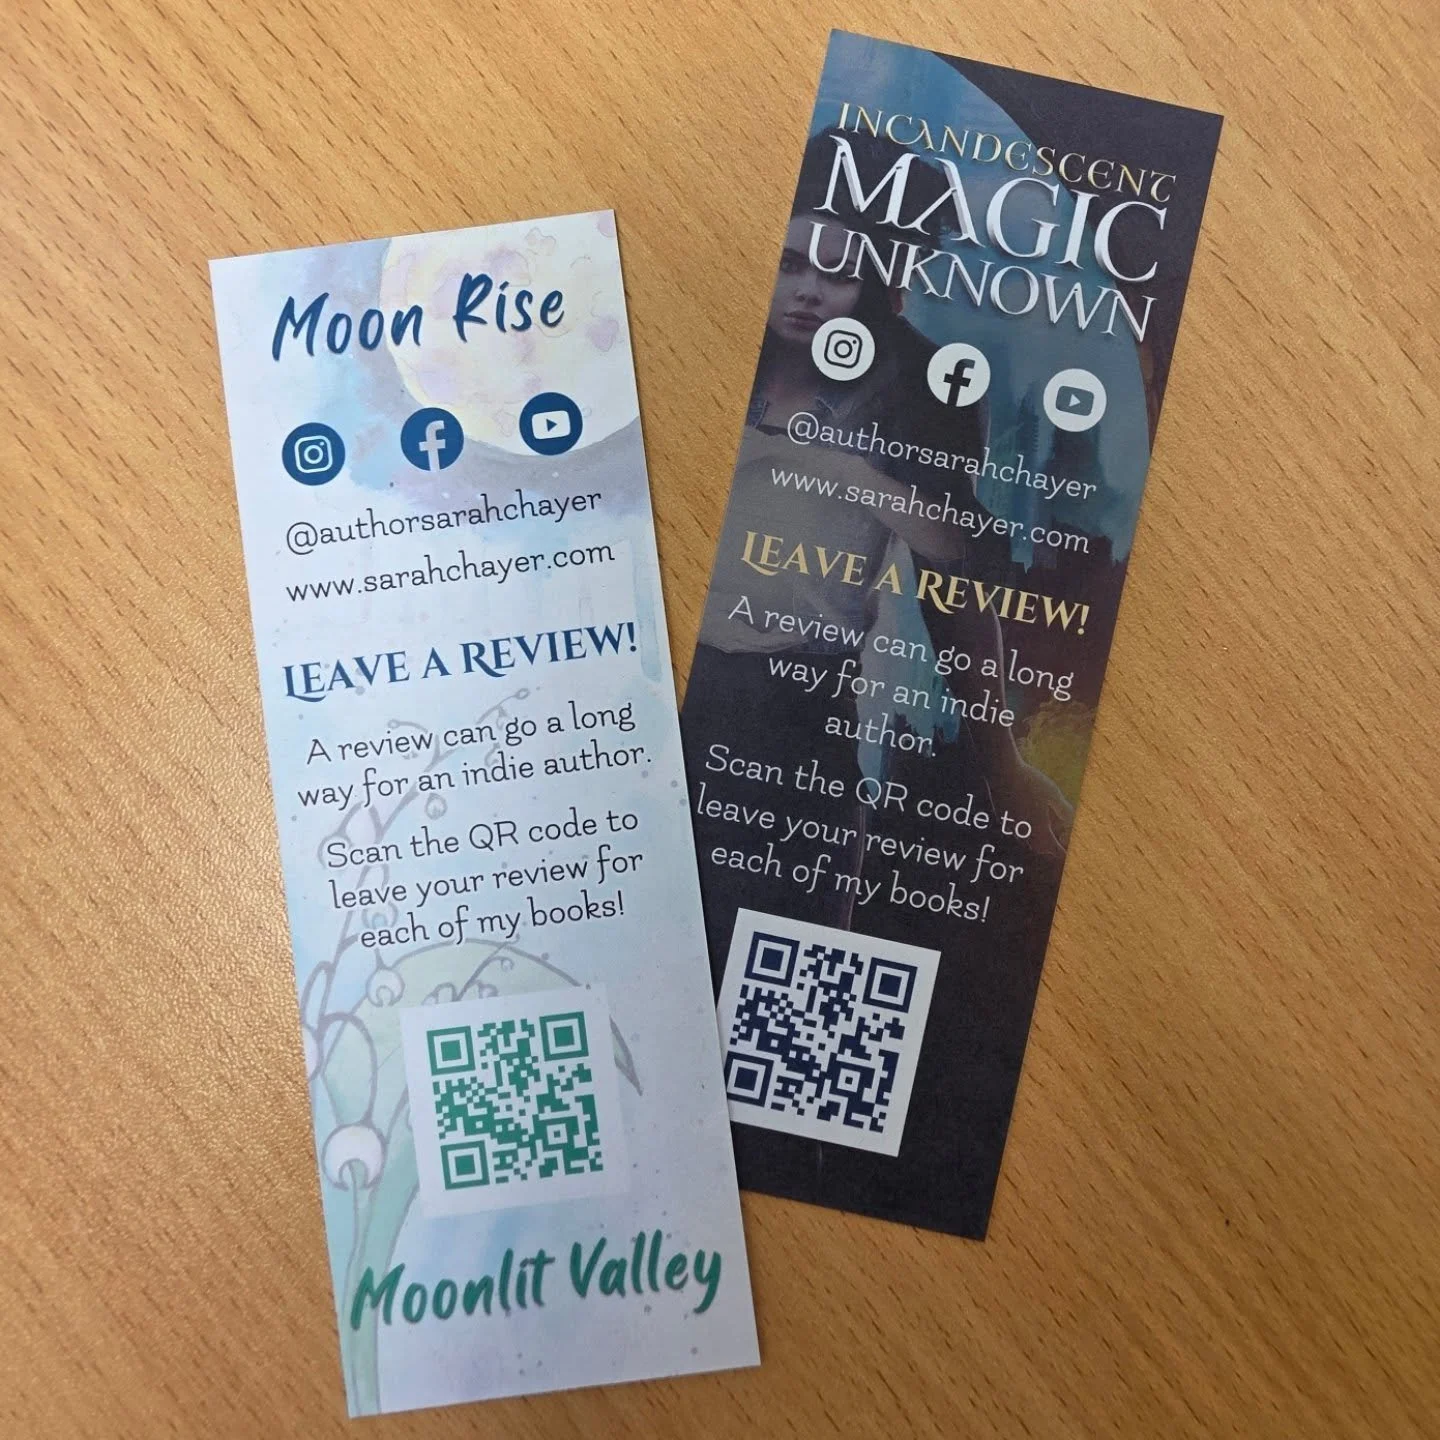 Moon Rise
@authorsarahchayer
www.sarahchayer.com
LEAVE A REVIEW!
A review can go a long
way for an indie author.
Scan the QR code to
leave your review for
each of my books!
Moonlit Valley
INCANDESCENT
MAGIC
UNKNOWN
@authorsarahchayer
www.sarahchayer.com
LEAVE A REVIEW!
A review can go a long
way for an indie
author.
Scan the QR code to
leave your review for
each of my books!